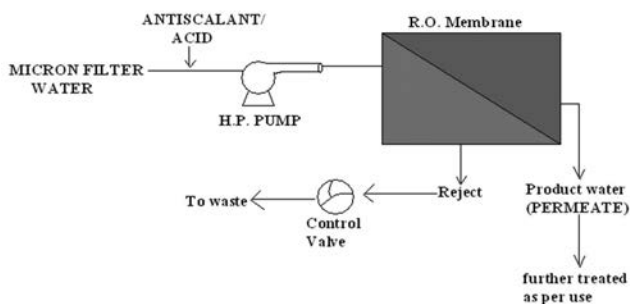 ANTISCALANT/
ACID
R.O. Membrane
MICRON FILTER
WATER
H.P. PUMP
To waste
Control
Valve
Reject
Product water
(PERMEATE)
further treated
as per use